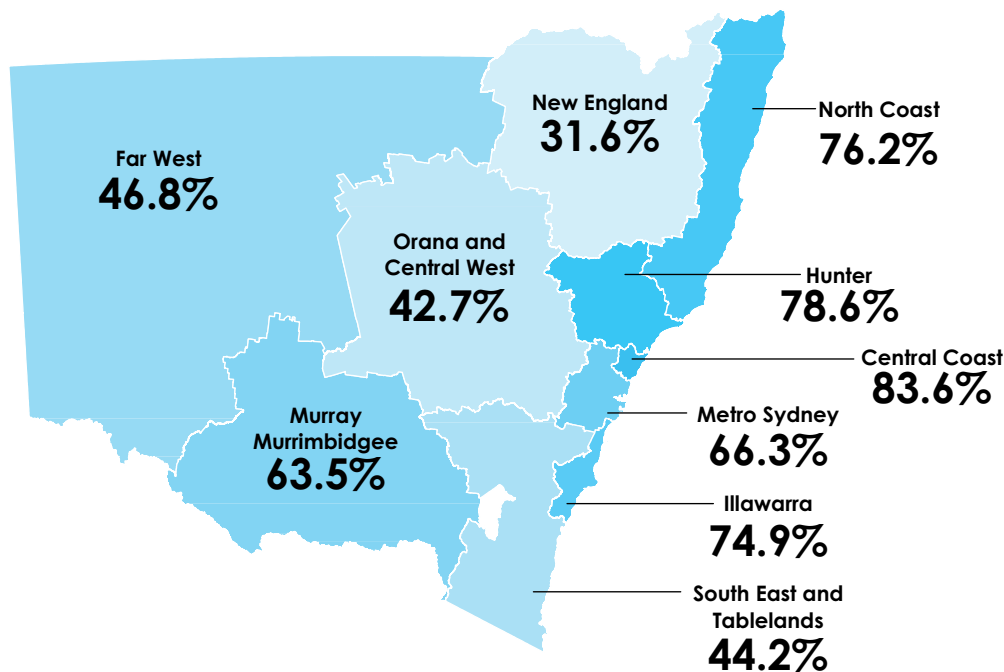 New England
31.6%
North Coast
76.2%
Far West
46.8%
Orana and
Central West
42.7%
Hunter
78.6%
Central Coast
83.6%
Murray
Murrimbidgee
63.5%
Metro Sydney
66.3%
Illawarra
74.9%
South East and
Tablelands
44.2%